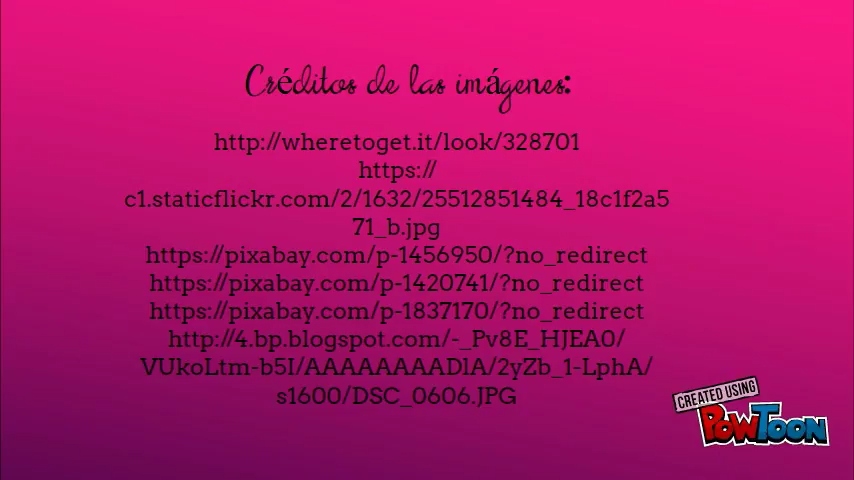 Créditos de las imágenes:
http://wheretoget.it/look/328701
https://
c1.staticflickr.com/2/1632/25512851484_18c1f2a5
71_b.jpg
https://pixabay.com/p-1456950/?no_redirect
https://pixabay.com/p-1420741/?no_redirect
https://pixabay.com/p-1837170/?no_redirect
http://4.bp.blogspot.com/-_Pv8E_HJEA0/
VUkoLtm-b5I/AAAAAAAADlA/2yZb_1-LphA/
s1600/DSC_0606.JPG
CREATED USING
POWTOON